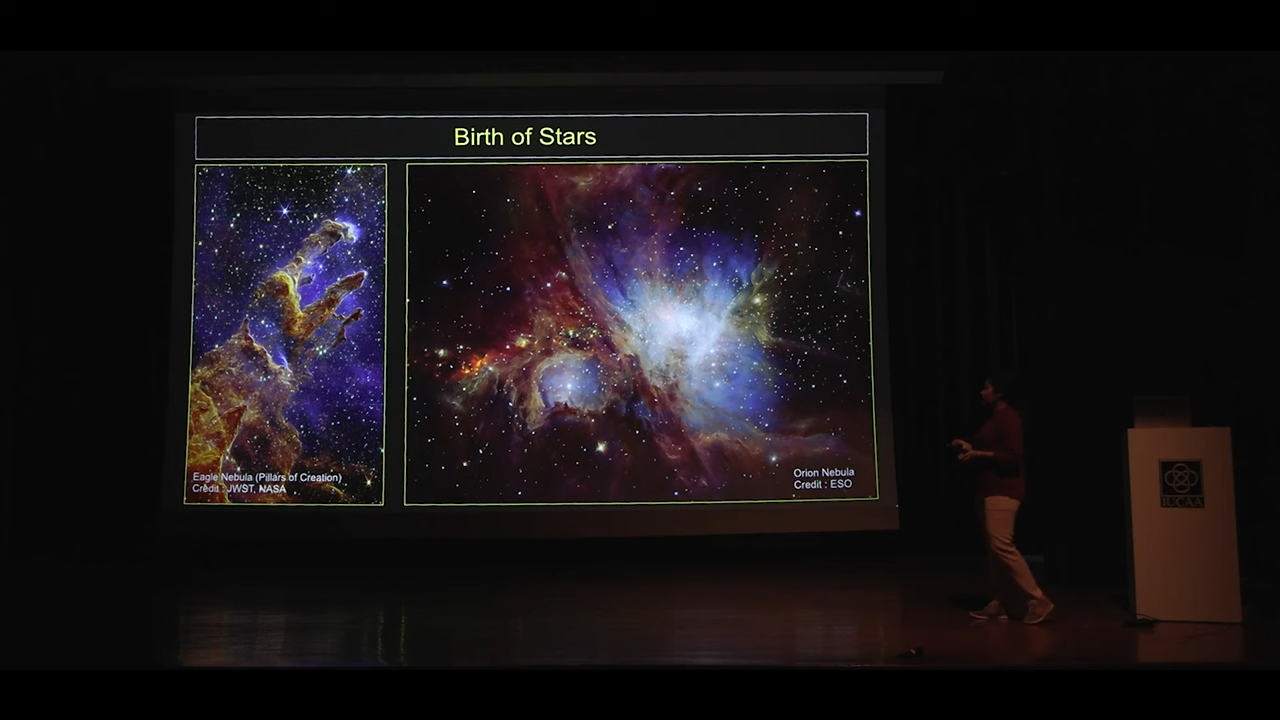 Birth of Stars
Eagle Nebula (Pillars of Creation)
Credit : JWST, NASA
Orion Nebula
Credit : ESO
IUCAA